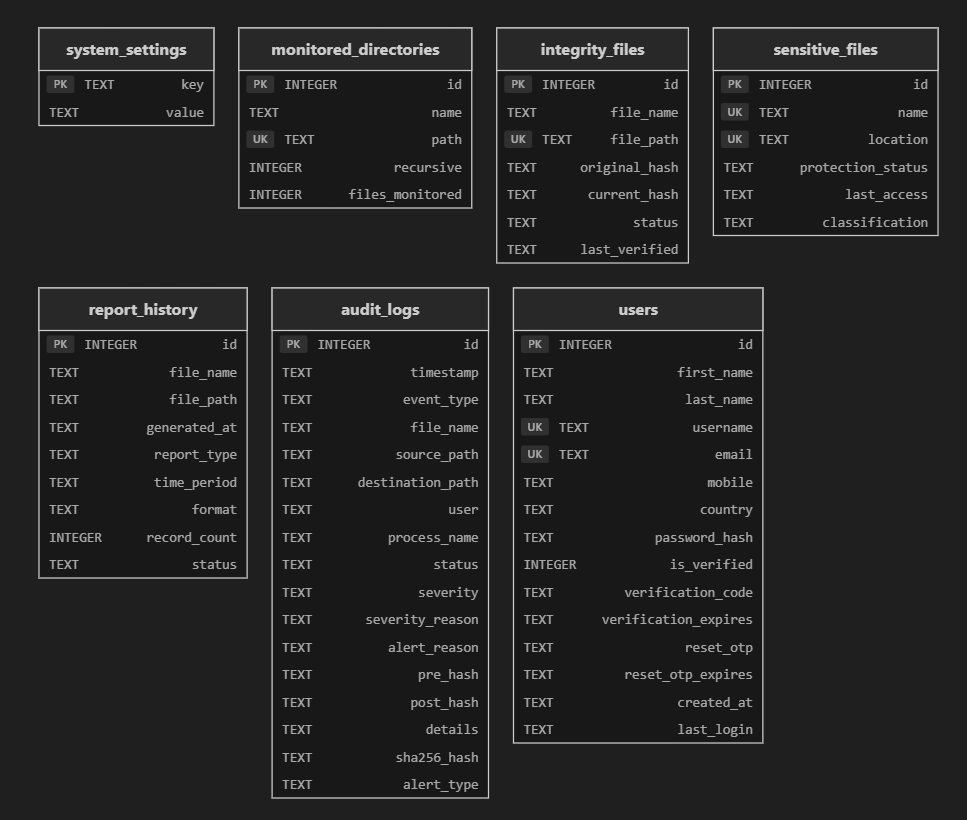 system_settings
PK TEXT key
TEXT value
monitored_directories
PK INTEGER id
TEXT name
UK TEXT path
INTEGER recursive
INTEGER files_monitored
integrity_files
PK INTEGER id
TEXT file_name
UK TEXT file_path
TEXT original_hash
TEXT current_hash
TEXT status
TEXT last_verified
sensitive_files
PK INTEGER id
UK TEXT name
UK TEXT location
TEXT protection_status
TEXT last_access
TEXT classification
report_history
PK INTEGER id
TEXT file_name
TEXT file_path
TEXT generated_at
TEXT report_type
TEXT time_period
TEXT format
INTEGER record_count
TEXT status
audit_logs
PK INTEGER id
TEXT timestamp
TEXT event_type
TEXT file_name
TEXT source_path
TEXT destination_path
TEXT user
TEXT process_name
TEXT status
TEXT severity
TEXT severity_reason
TEXT alert_reason
TEXT pre_hash
TEXT post_hash
TEXT details
TEXT sha256_hash
TEXT alert_type
users
PK INTEGER id
TEXT first_name
TEXT last_name
UK TEXT username
UK TEXT email
TEXT mobile
TEXT country
TEXT password_hash
INTEGER is_verified
TEXT verification_code
TEXT verification_expires
TEXT reset_otp
TEXT reset_otp_expires
TEXT created_at
TEXT last_login